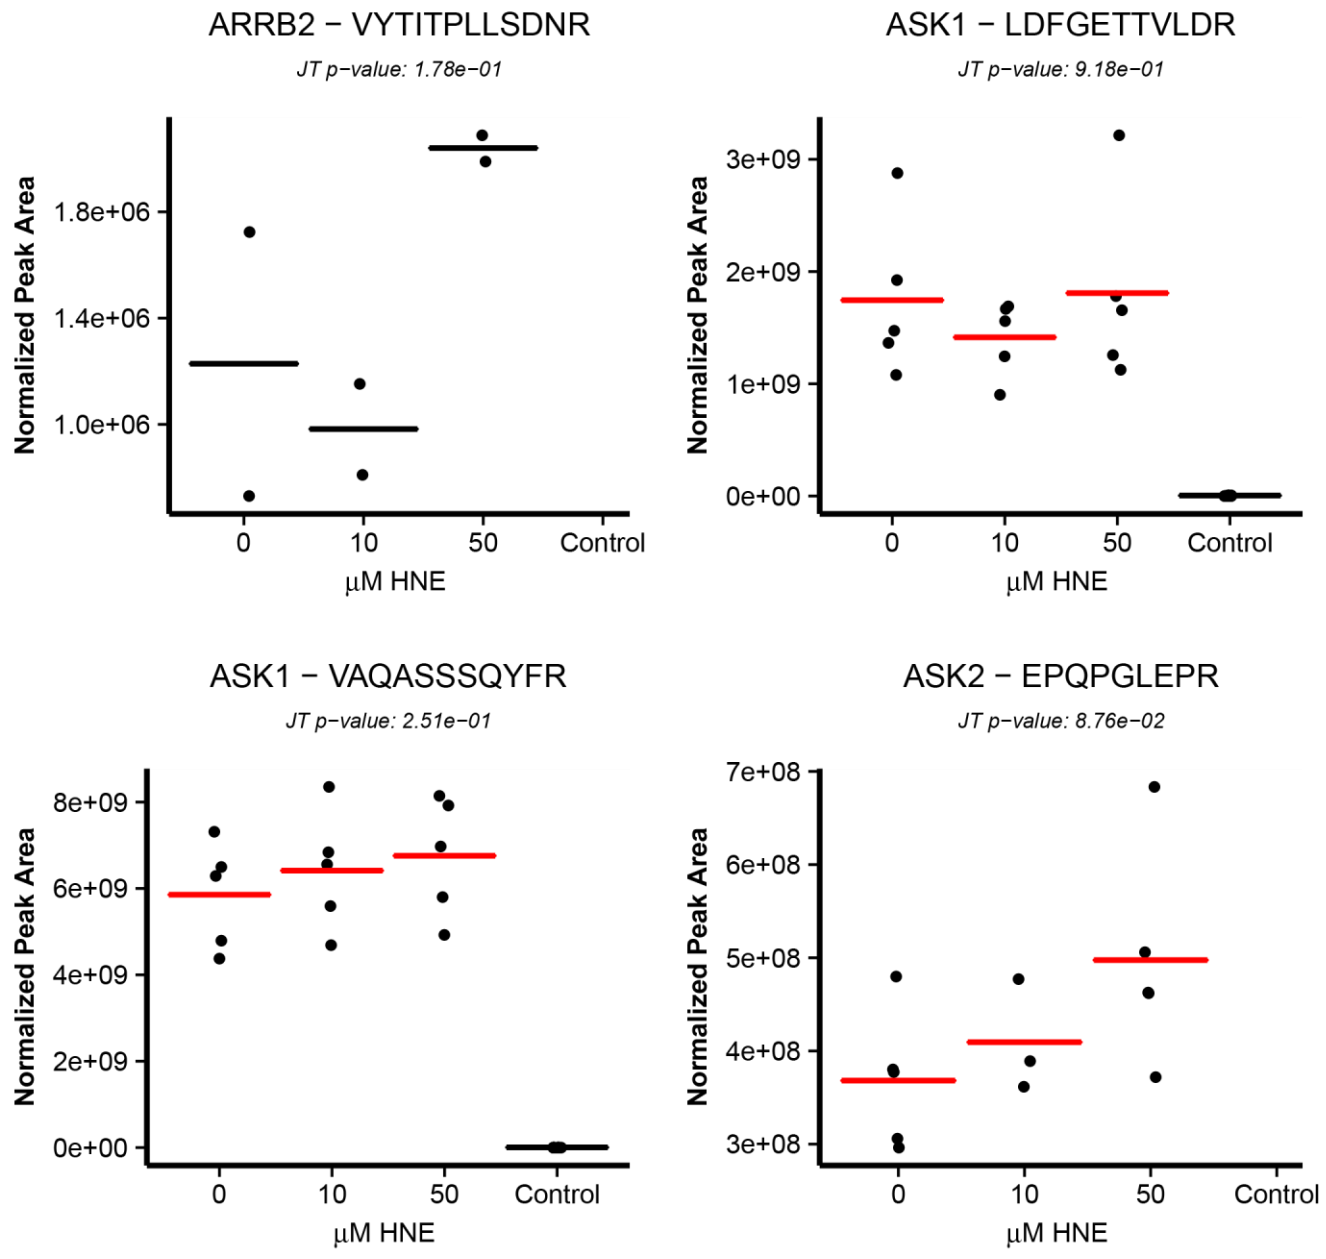 ARRB2 − VYTITPLLSDNR
JT p−value: 1.78e−01
Normalized Peak Area
1.8e+06
1.4e+06
1.0e+06
0 10 50 Control
μM HNE
ASK1 − LDFGETTVLDR
JT p−value: 9.18e−01
Normalized Peak Area
3e+09
2e+09
1e+09
0e+00
0 10 50 Control
μM HNE
ASK1 − VAQASSSQYFR
JT p−value: 2.51e−01
Normalized Peak Area
8e+09
6e+09
4e+09
2e+09
0e+00
0 10 50 Control
μM HNE
ASK2 − EPQPGLEPR
JT p−value: 8.76e−02
Normalized Peak Area
7e+08
6e+08
5e+08
4e+08
3e+08
0 10 50 Control
μM HNE